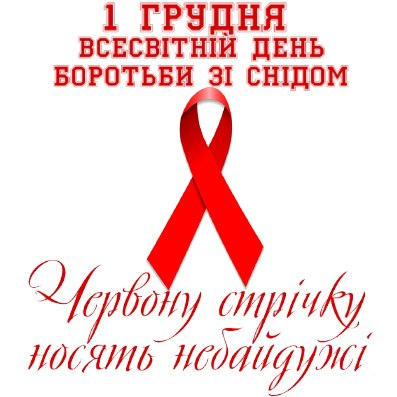 1 ГРУДНЯ
ВСЕСВІТНІЙ ДЕНЬ
БОРОТЬБИ ЗІ СНІДОМ
Червону стрічку
носять небайдужі